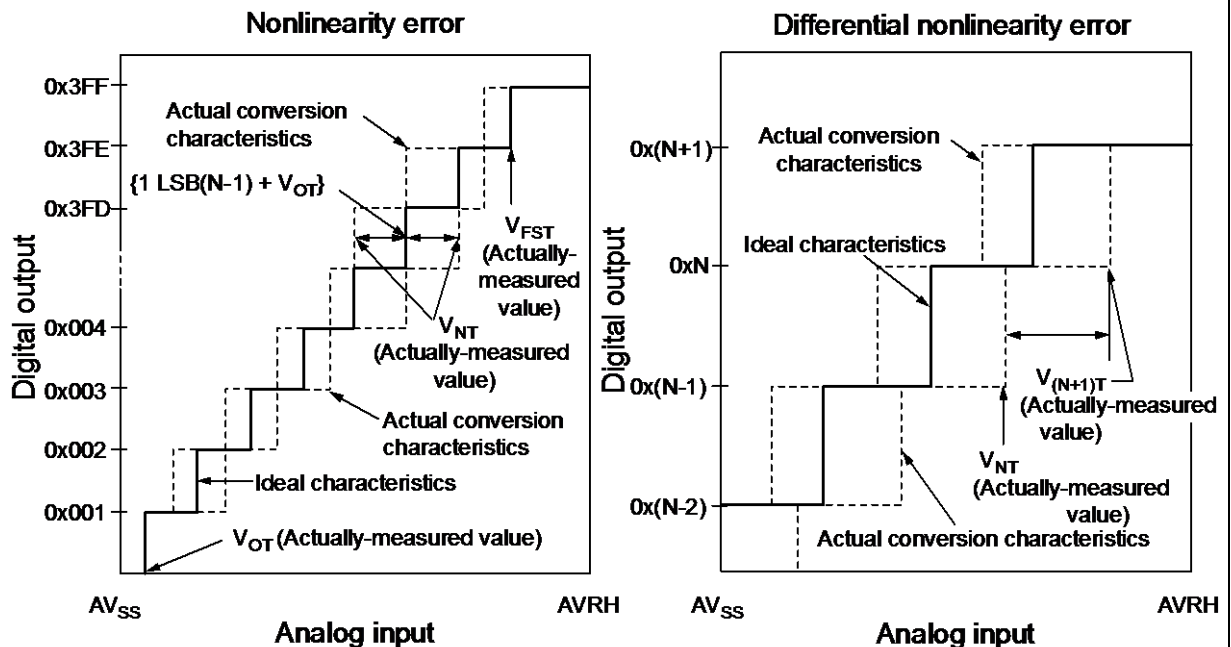 Nonlinearity error
0x3FF
0x3FE
0x3FD
0x004
0x003
0x002
0x001
Digital output
Actual conversion
characteristics
{1 LSB(N-1) + VOT}
VFST
(Actually-
measured
value)
VNT
(Actually-measured
value)
Actual conversion
characteristics
Ideal characteristics
VOT (Actually-measured value)
AVSS
AVRH
Analog input
Differential nonlinearity error
0x(N+1)
0xN
0x(N-1)
0x(N-2)
Digital output
Actual conversion
characteristics
Ideal characteristics
V(N+1)T
(Actually-measured
value)
VNT
(Actually-measured
value)
Actual conversion characteristics
AVSS
AVRH
Analog input